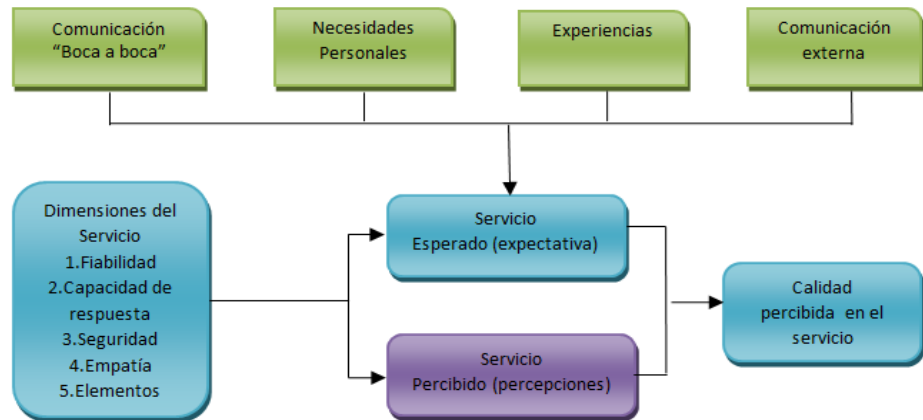 Comunicación
“Boca a boca”
Necesidades
Personales
Experiencias
Comunicación
externa
Dimensiones del
Servicio
1.Fiabilidad
2.Capacidad de
respuesta
3.Seguridad
4.Empatía
5.Elementos
Servicio
Esperado (expectativa)
Servicio
Percibido (percepciones)
Calidad
percibida en el
servicio